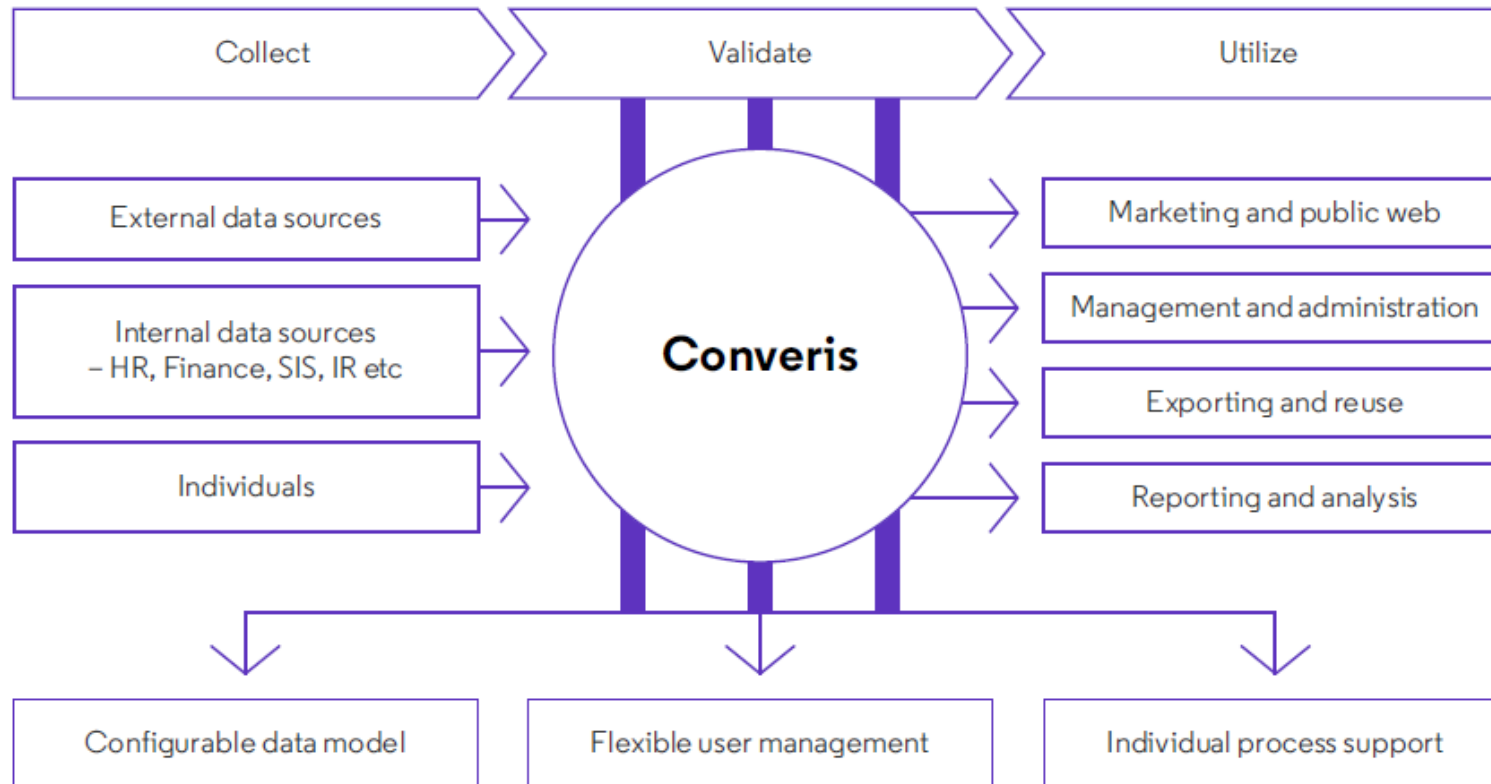 Collect
Validate
Utilize
External data sources
Internal data sources
– HR, Finance, SIS, IR etc
Individuals
Converis
Marketing and public web
Management and administration
Exporting and reuse
Reporting and analysis
Configurable data model
Flexible user management
Individual process support